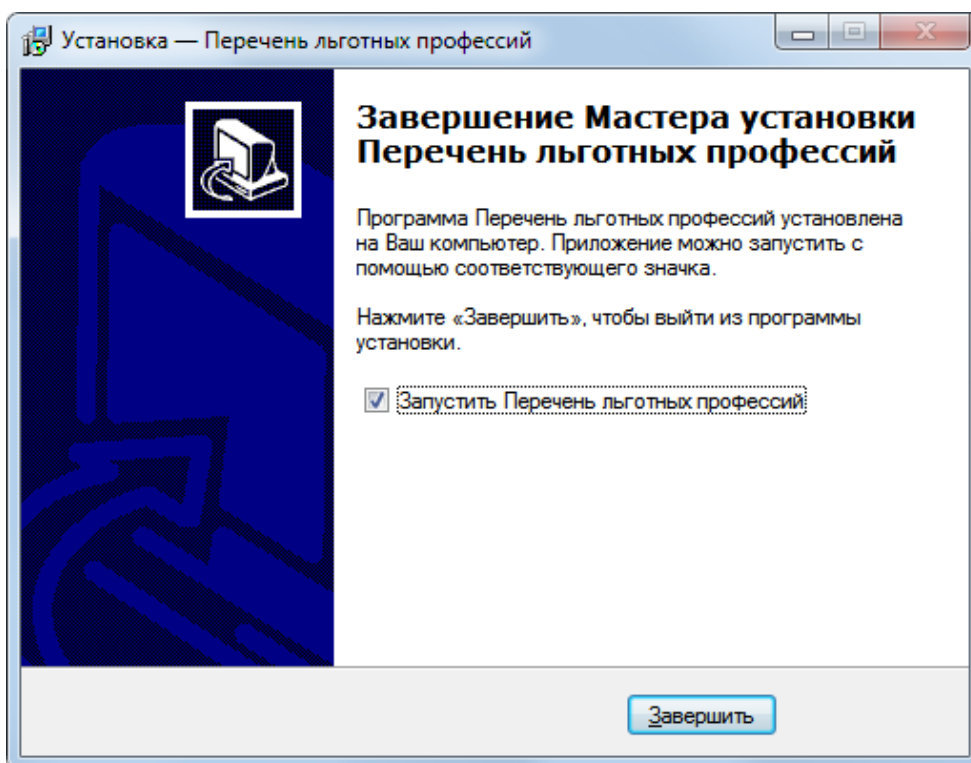 Установка — Перечень льготных профессий
Завершение Мастера установки
Перечень льготных профессий
Программа Перечень льготных профессий установлена
на Ваш компьютер. Приложение можно запустить с
помощью соответствующего значка.
Нажмите «Завершить», чтобы выйти из программы
установки.
Запустить Перечень льготных профессий
Завершить